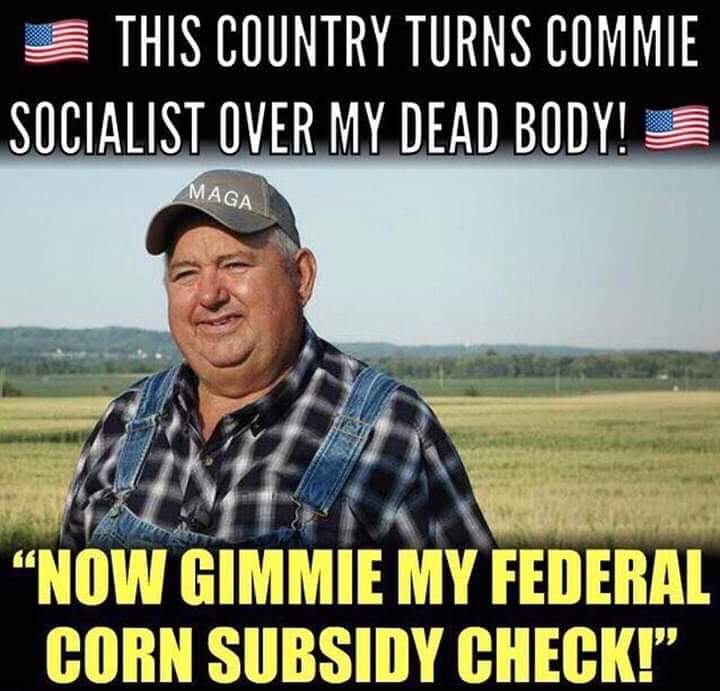 🇺🇸 THIS COUNTRY TURNS COMMIE
SOCIALIST OVER MY DEAD BODY! 🇺🇸
MAGA
“NOW GIMMIE MY FEDERAL
CORN SUBSIDY CHECK!”